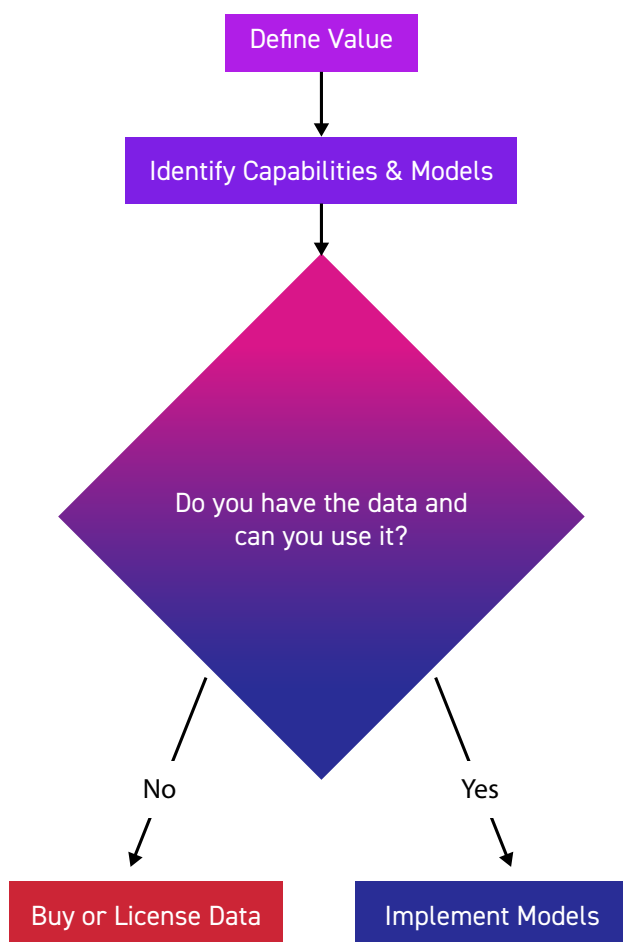 Define Value
Identify Capabilities & Models
Do you have the data and
can you use it?
No
Yes
Buy or License Data
Implement Models